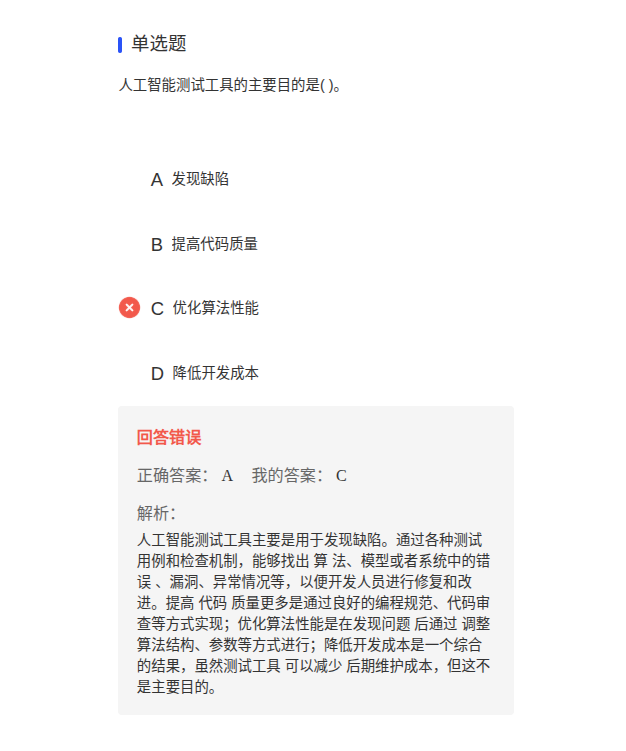 单选题
人工智能测试工具的主要目的是( )。
A 发现缺陷
B 提高代码质量
C 优化算法性能
D 降低开发成本
回答错误
正确答案： A 我的答案： C
解析：
人工智能测试工具主要是用于发现缺陷。通过各种测试
用例和检查机制，能够找出 算 法、模型或者系统中的错
误 、漏洞、异常情况等，以便开发人员进行修复和改
进。提高 代码 质量更多是通过良好的编程规范、代码审
查等方式实现；优化算法性能是在发现问题 后通过 调整
算法结构、参数等方式进行；降低开发成本是一个综合
的结果，虽然测试工具 可以减少 后期维护成本，但这不
是主要目的。